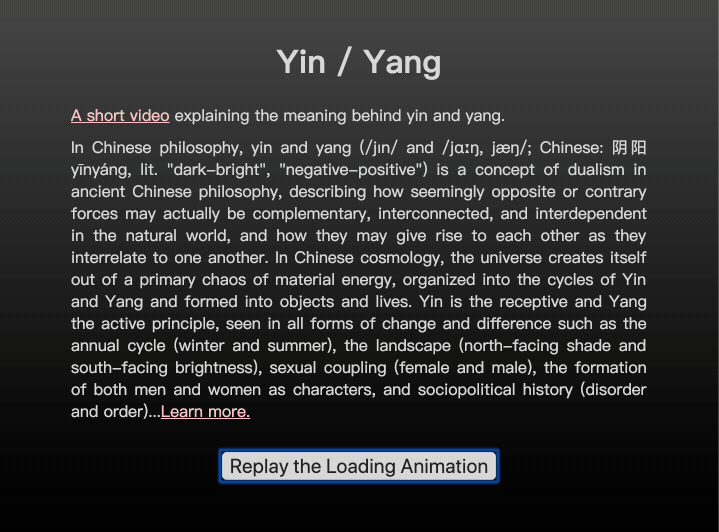 Yin / Yang
A short video explaining the meaning behind yin and yang.
In Chinese philosophy, yin and yang (/jɪn/ and /jɑːŋ, jæŋ/; Chinese: 阴阳
yīnyáng, lit. "dark-bright", "negative-positive") is a concept of dualism in
ancient Chinese philosophy, describing how seemingly opposite or contrary
forces may actually be complementary, interconnected, and interdependent
in the natural world, and how they may give rise to each other as they
interrelate to one another. In Chinese cosmology, the universe creates itself
out of a primary chaos of material energy, organized into the cycles of Yin
and Yang and formed into objects and lives. Yin is the receptive and Yang
the active principle, seen in all forms of change and difference such as the
annual cycle (winter and summer), the landscape (north-facing shade and
south-facing brightness), sexual coupling (female and male), the formation
of both men and women as characters, and sociopolitical history (disorder
and order)...Learn more.
Replay the Loading Animation